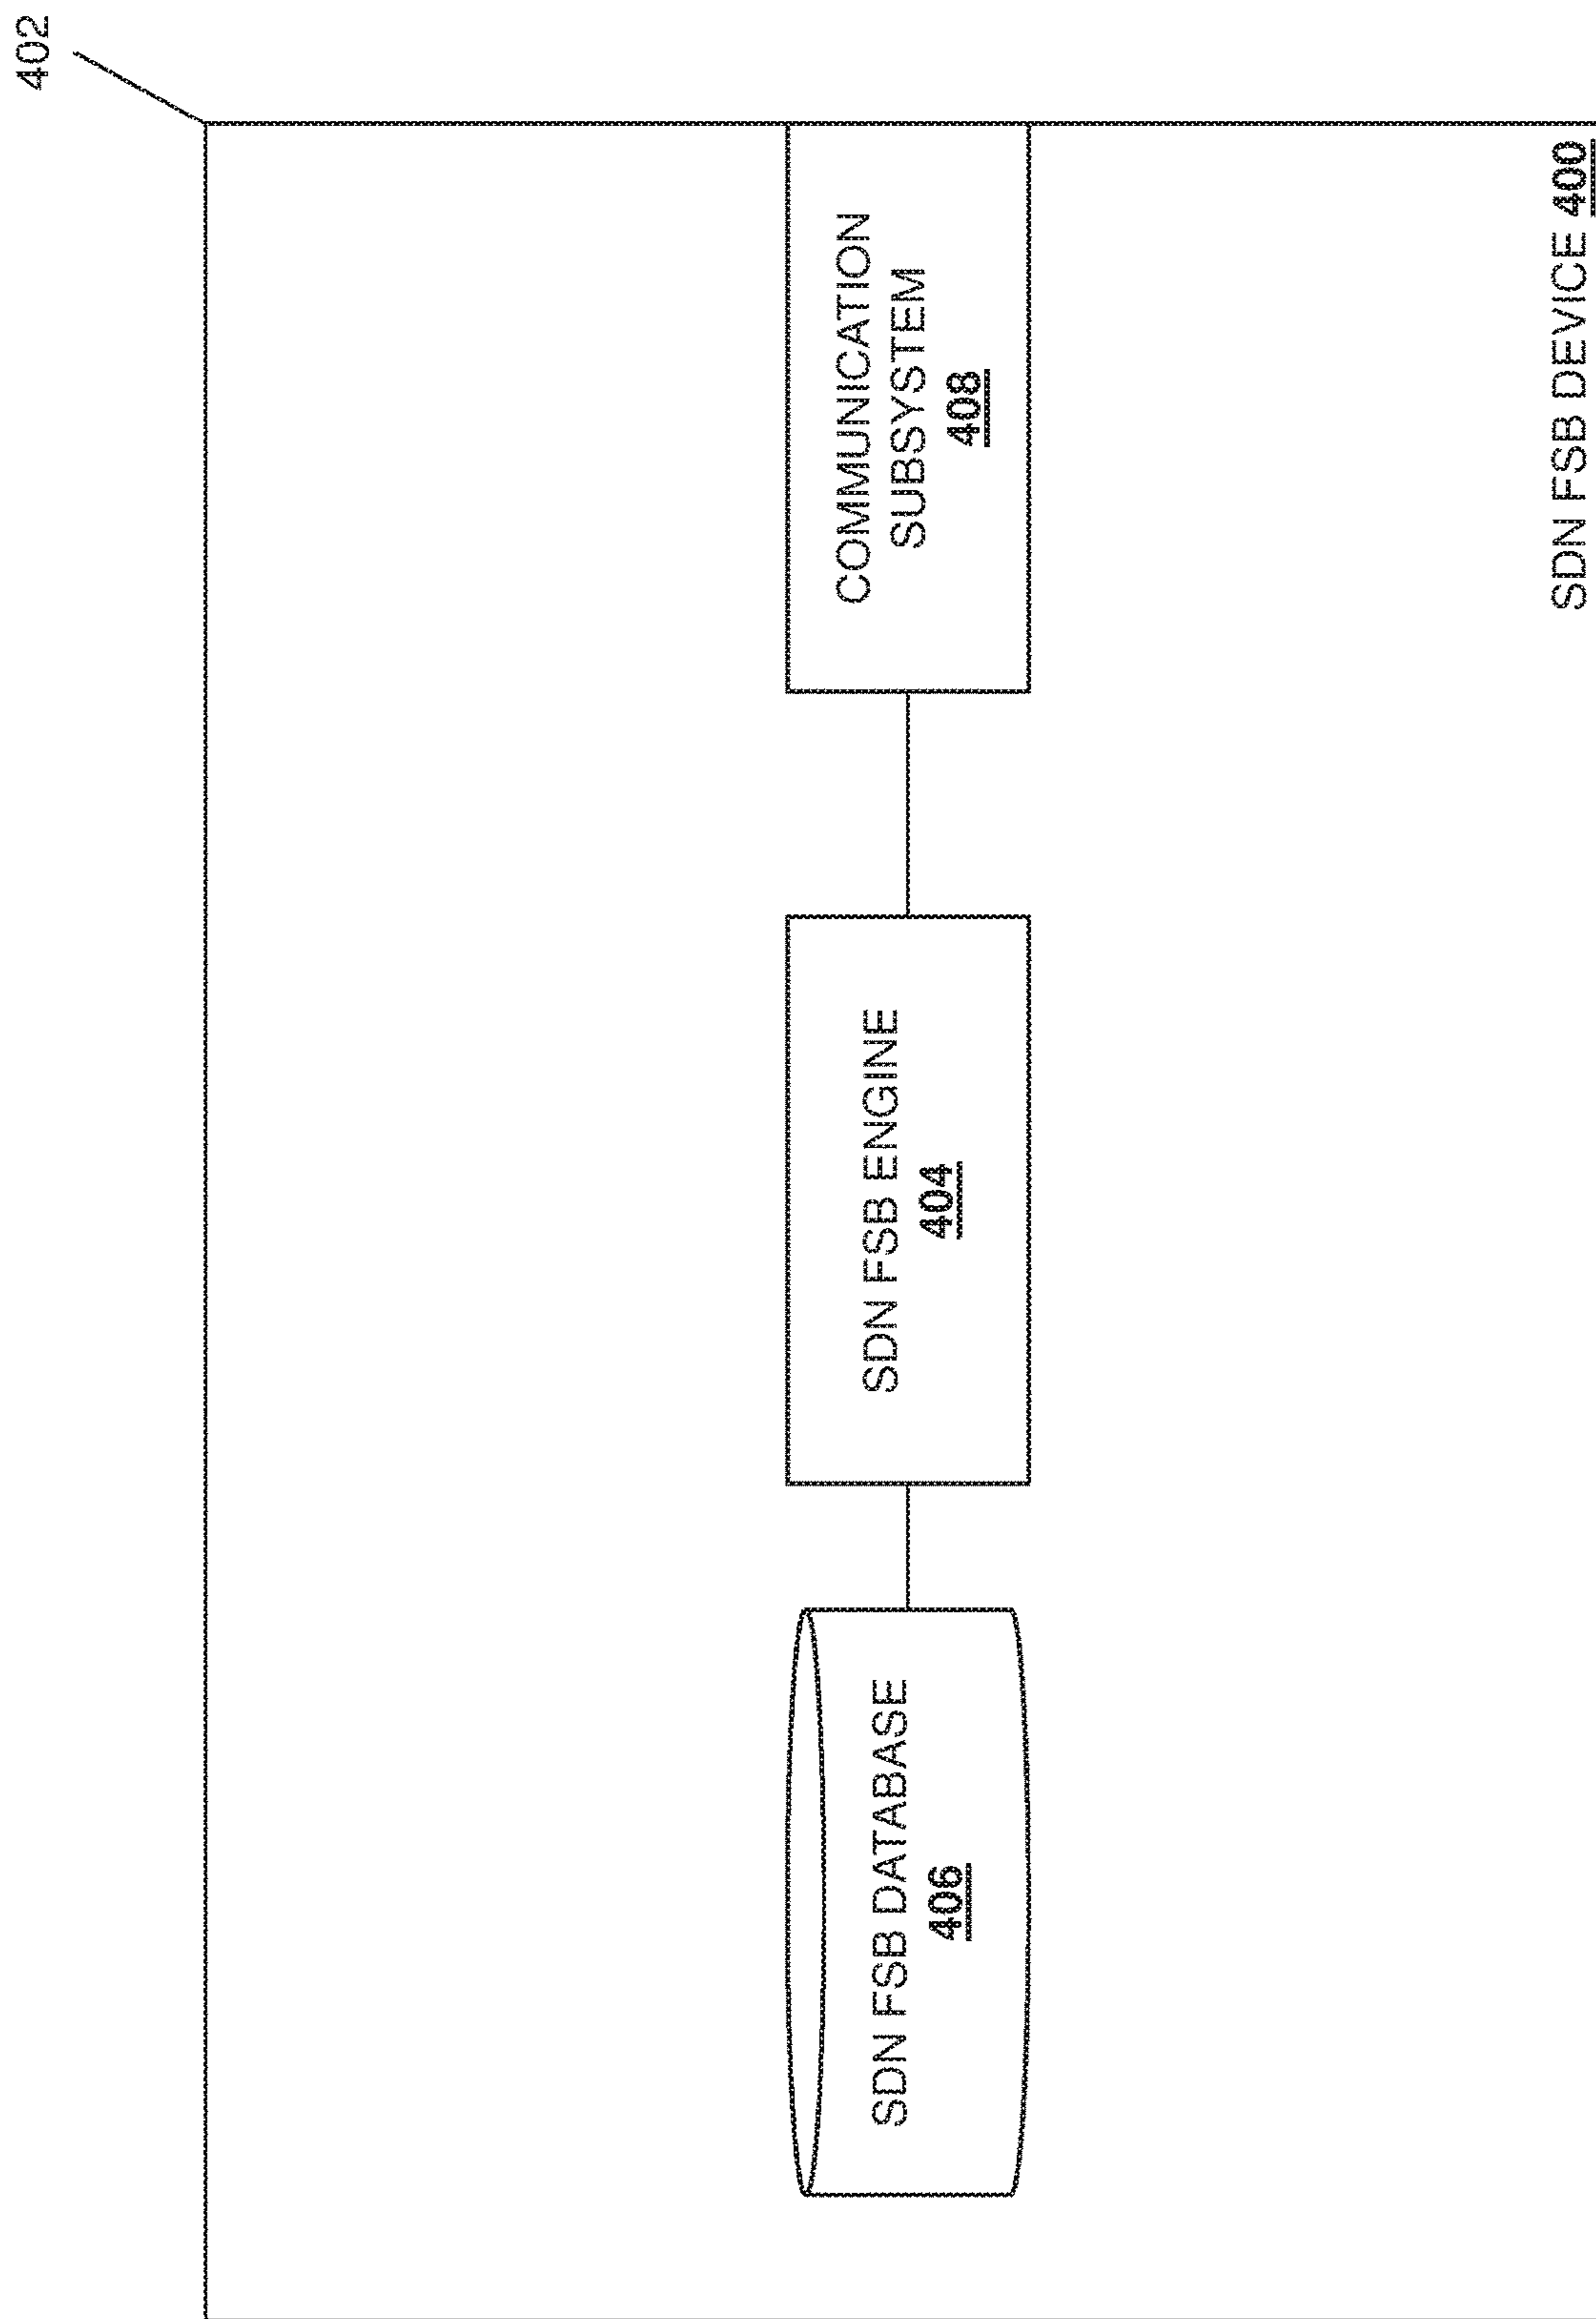 402
SDN FSB DATABASE
406
SDN FSB ENGINE
404
COMMUNICATION
SUBSYSTEM
408
SDN FSB DEVICE 400